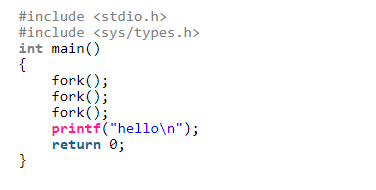 #include <stdio.h>
#include <sys/types.h>
int main()
{
    fork();
    fork();
    fork();
    printf("hello\n");
    return 0;
}